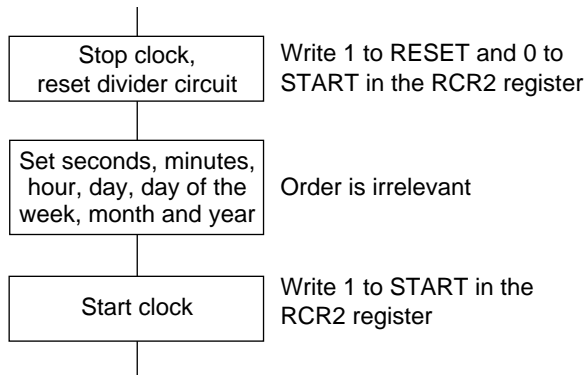 Stop clock,
reset divider circuit
Write 1 to RESET and 0 to
START in the RCR2 register
Set seconds, minutes,
hour, day, day of the
week, month and year
Order is irrelevant
Start clock
Write 1 to START in the
RCR2 register